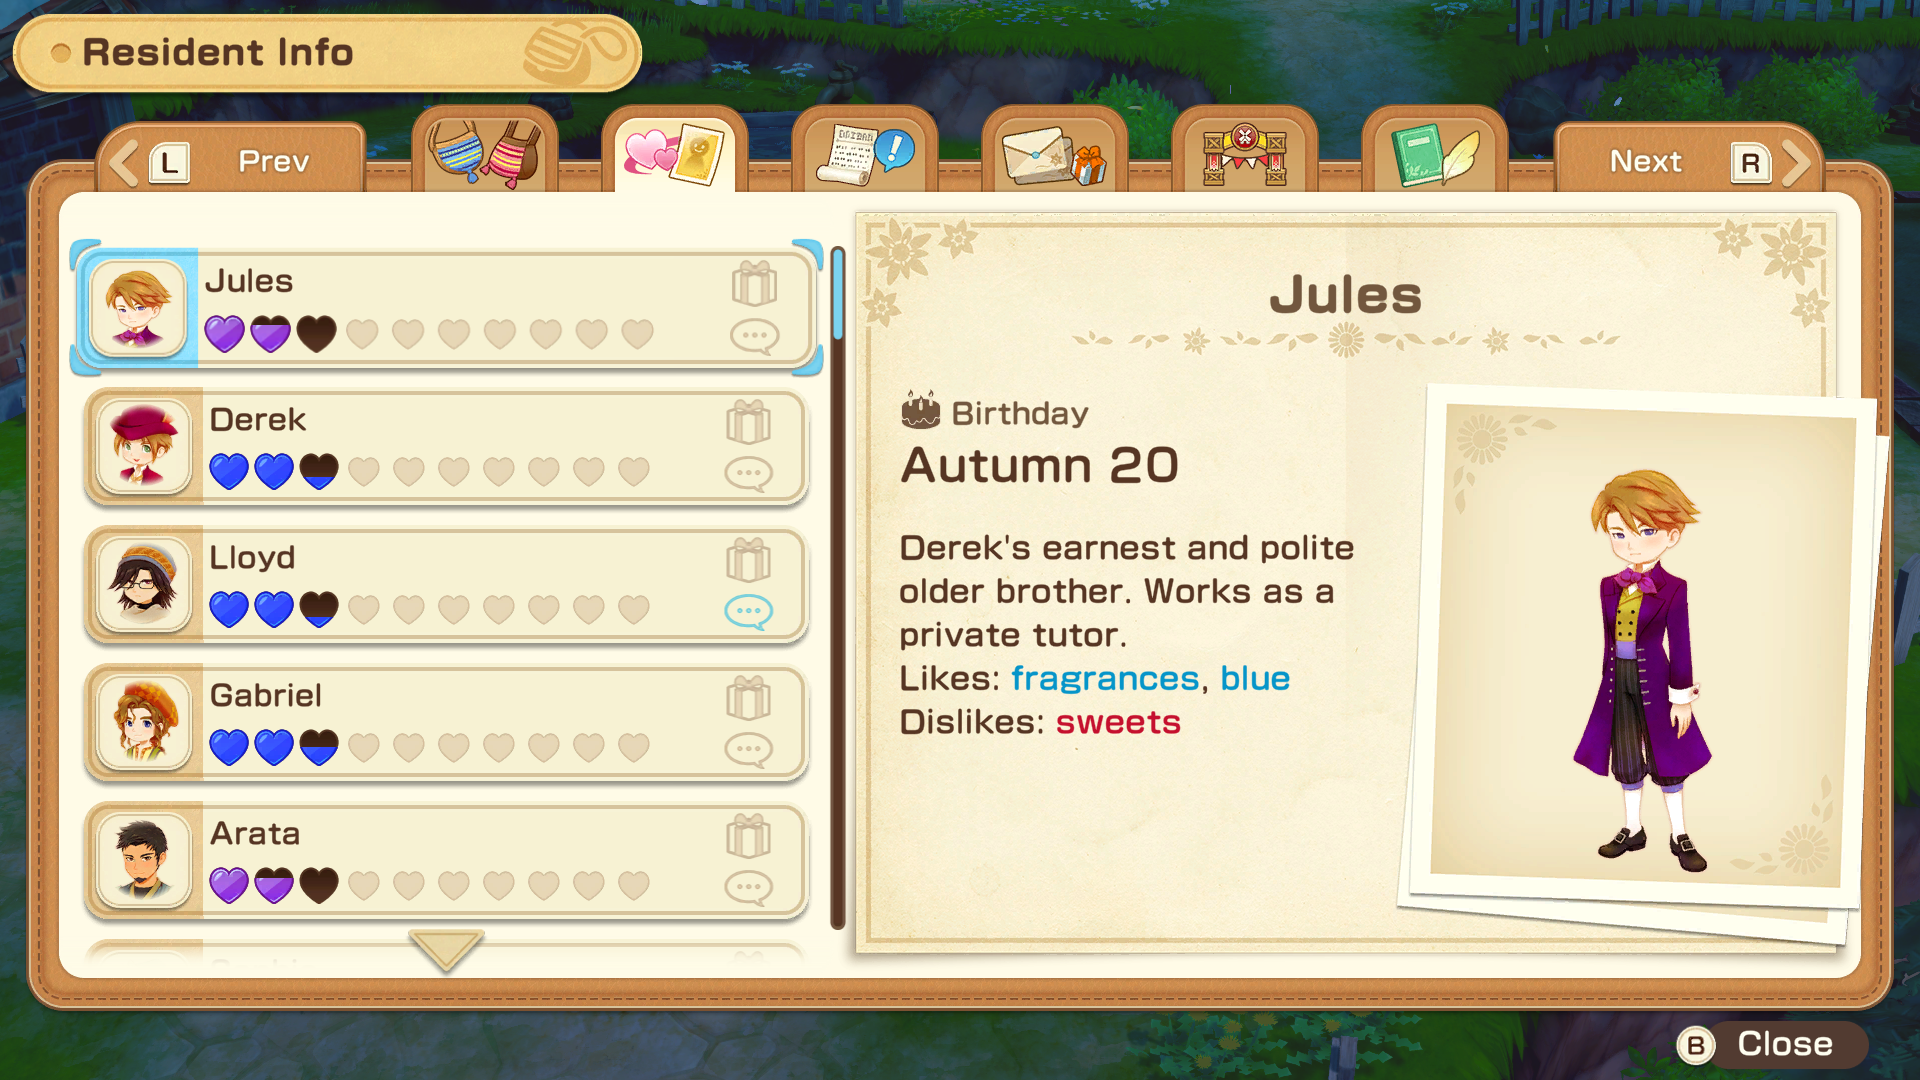 Resident Info
L
Prev
Next
R
Jules
Derek
Lloyd
Gabriel
Arata
Jules
Birthday
Autumn 20
Derek's earnest and polite
older brother. Works as a
private tutor.
Likes: fragrances, blue
Dislikes: sweets
B Close